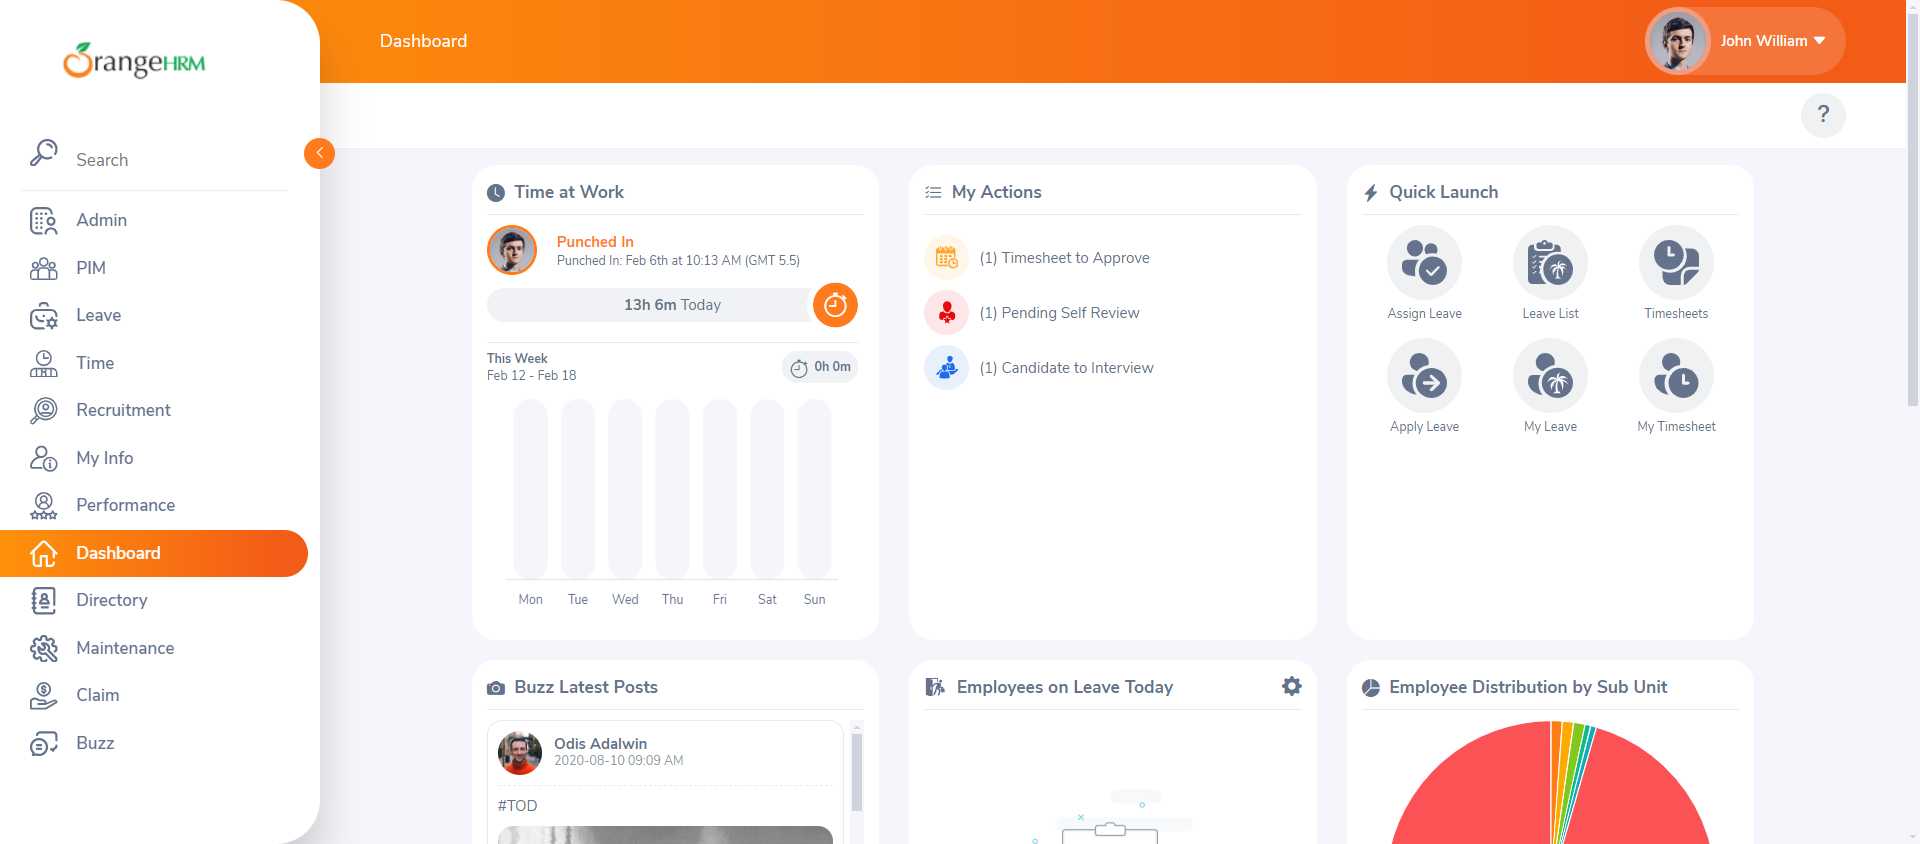 OrangeHRM
Search
Admin
PIM
Leave
Time
Recruitment
My Info
Performance
Dashboard
Directory
Maintenance
Claim
Buzz
Dashboard
John William
?
Time at Work
Punched In
Punched In: Feb 6th at 10:13 AM (GMT 5.5)
13h 6m Today
This Week
Feb 12 - Feb 18
0h 0m
Mon Tue Wed Thu Fri Sat Sun
My Actions
(1) Timesheet to Approve
(1) Pending Self Review
(1) Candidate to Interview
Quick Launch
Assign Leave Leave List Timesheets
Apply Leave My Leave My Timesheet
Buzz Latest Posts
Odis Adalwin
2020-08-10 09:09 AM
#TOD
Employees on Leave Today
Employee Distribution by Sub Unit